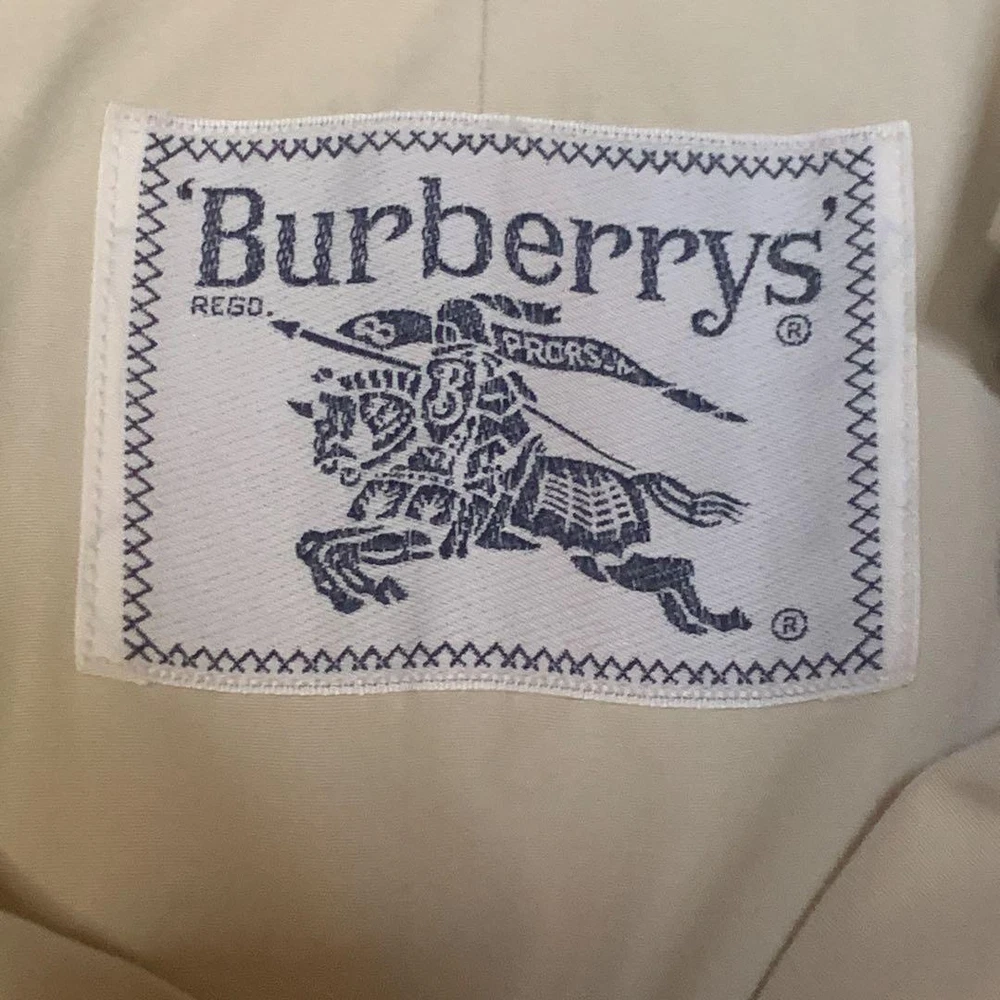 'Burberrys'
REGD.
®
B PRORSUM
B
®